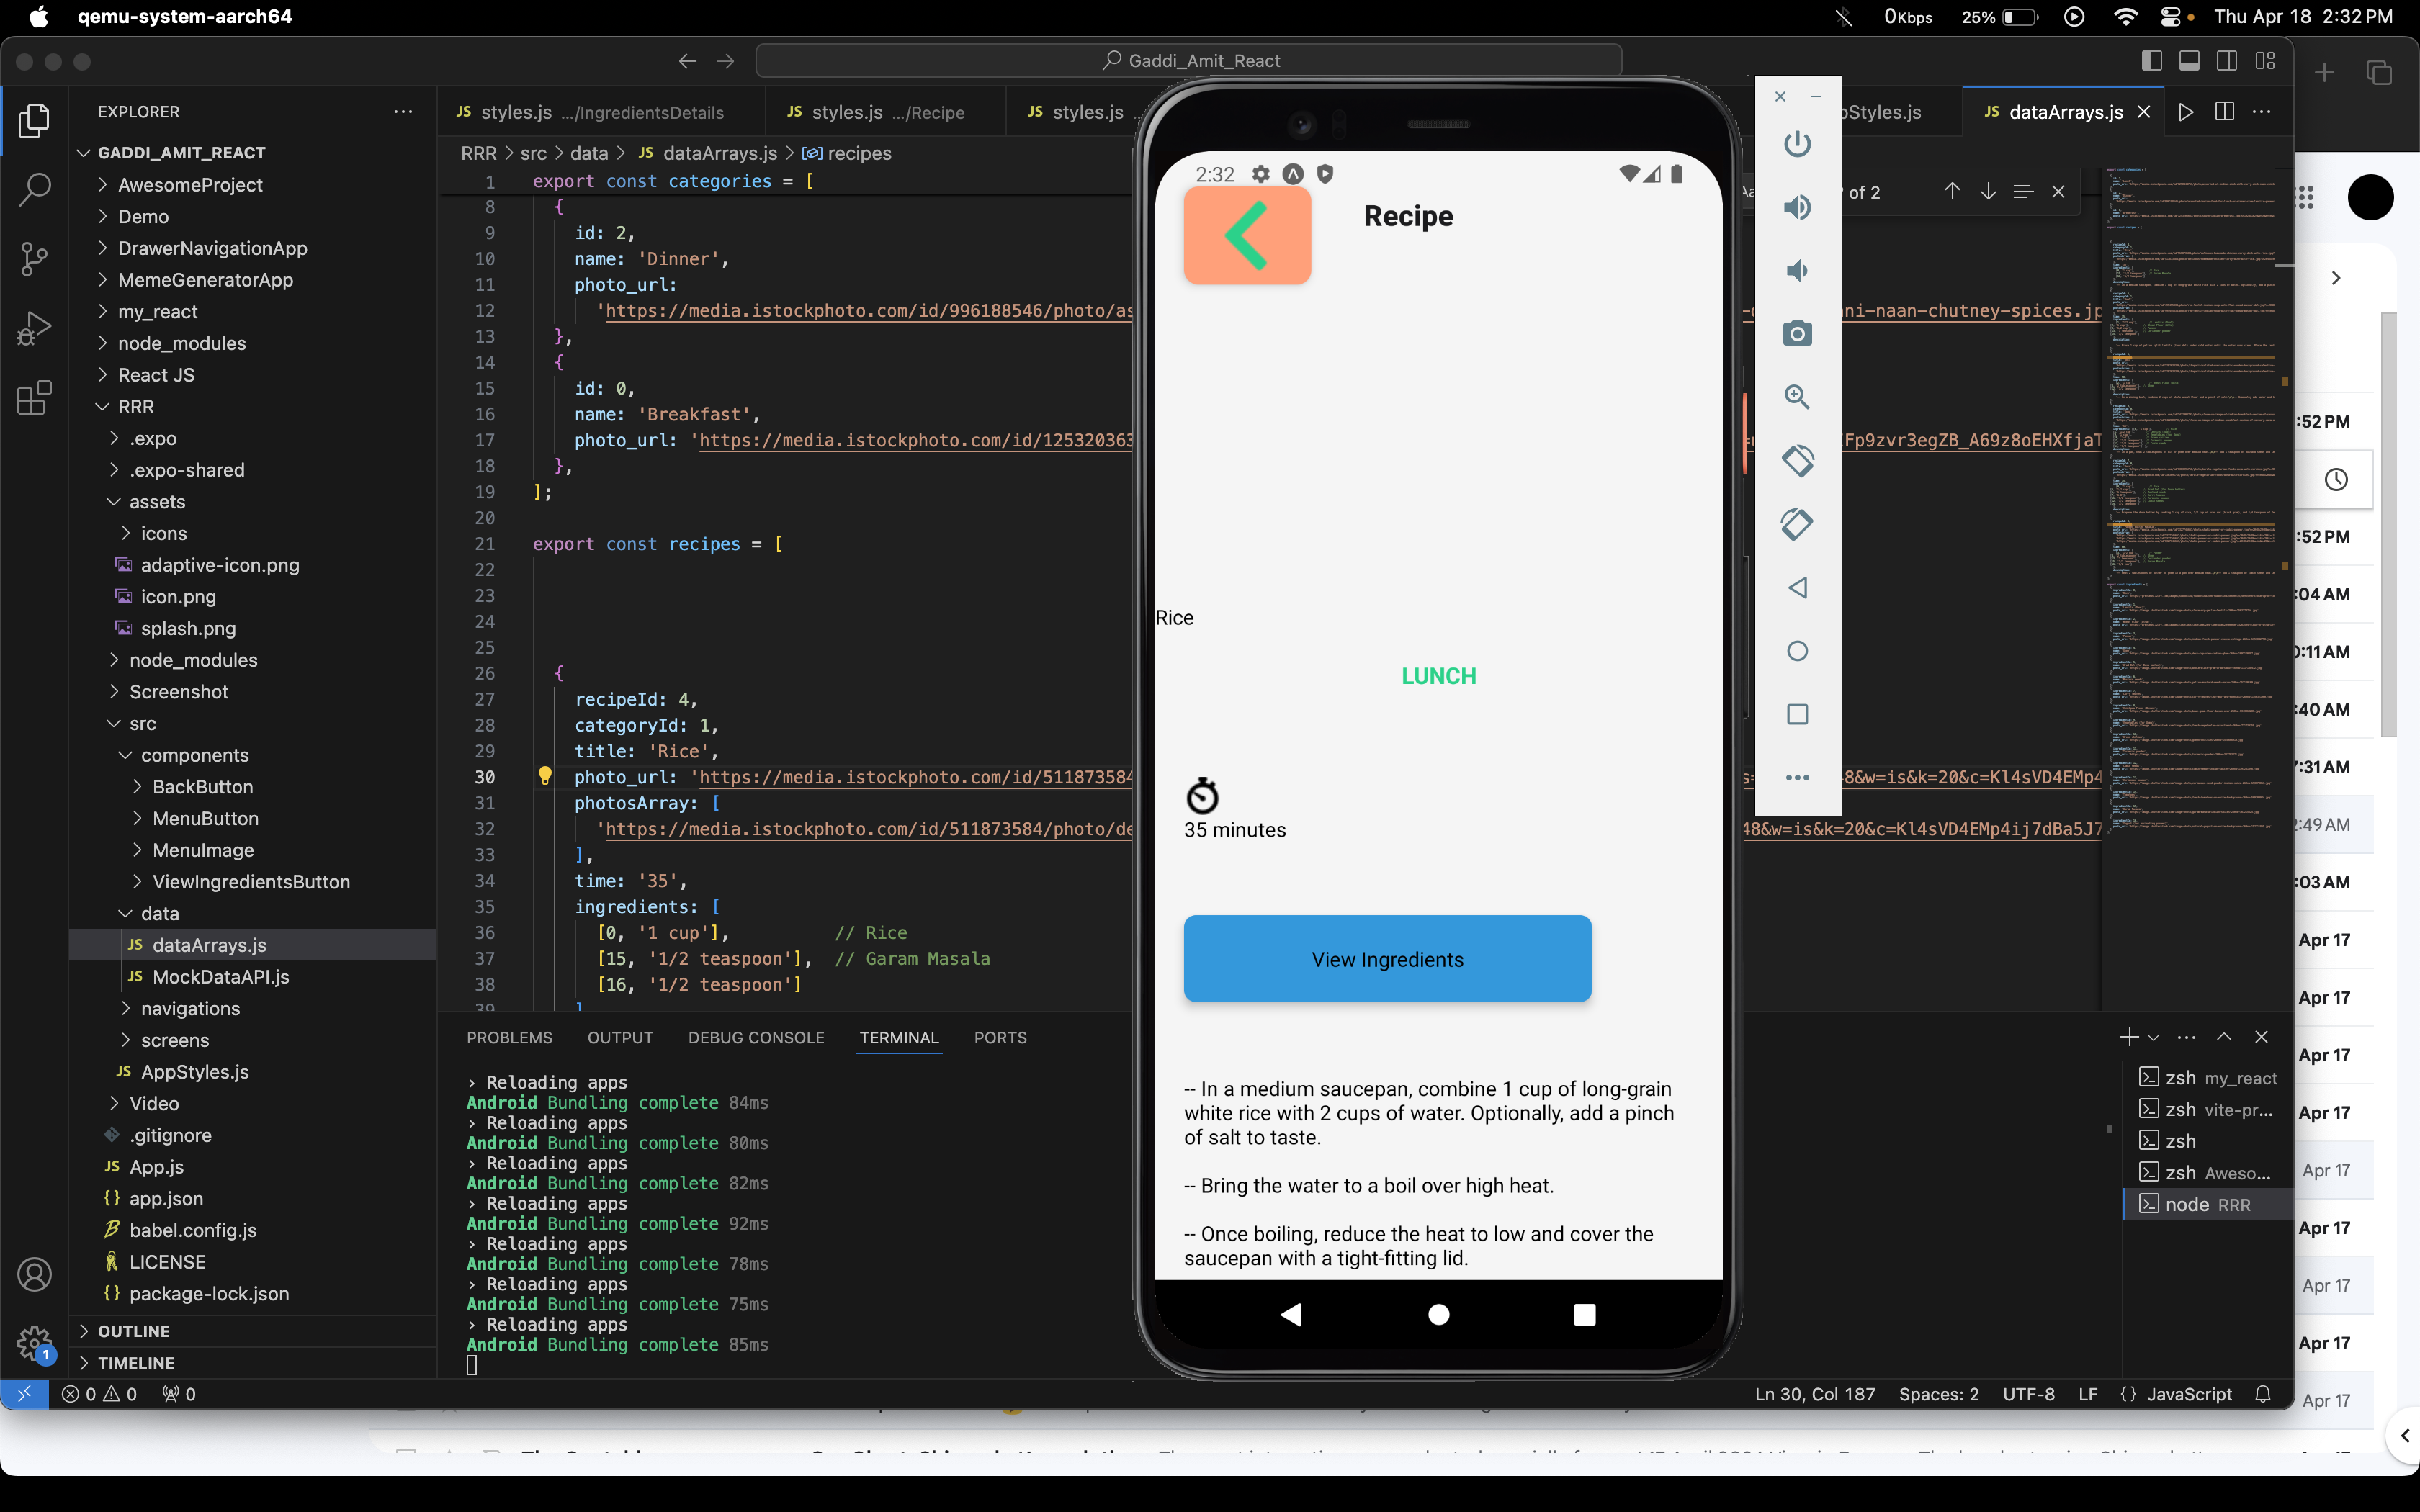 qemu-system-aarch64
0Kbps 25% Thu Apr 18 2:32 PM
Gaddi_Amit_React
EXPLORER
GADDI_AMIT_REACT
AwesomeProject
Demo
DrawerNavigationApp
MemeGeneratorApp
my_react
node_modules
React JS
RRR
.expo
.expo-shared
assets
icons
adaptive-icon.png
icon.png
splash.png
node_modules
Screenshot
src
components
BackButton
MenuButton
MenuImage
ViewIngredientsButton
data
JS dataArrays.js
JS MockDataAPI.js
navigations
screens
JS AppStyles.js
Video
.gitignore
JS App.js
{} app.json
babel.config.js
LICENSE
{} package-lock.json
OUTLINE
TIMELINE
1
JS styles.js .../IngredientsDetails JS styles.js .../Recipe JS styles.js pStyles.js JS dataArrays.js
RRR > src > data > JS dataArrays.js > recipes
of 2
1 export const categories = [
8 {
9 id: 2,
10 name: 'Dinner',
11 photo_url:
12 'https://media.istockphoto.com/id/996188546/photo/as ni-naan-chutney-spices.jp
13 },
14 {
15 id: 0,
16 name: 'Breakfast',
17 photo_url: 'https://media.istockphoto.com/id/125320363 Fp9zvr3egZB_A69z8oEHXfjaT
18 },
19 ];
20
21 export const recipes = [
22
23
24
25
26 {
27 recipeId: 4,
28 categoryId: 1,
29 title: 'Rice',
30 photo_url: 'https://media.istockphoto.com/id/511873584 8&w=is&k=20&c=Kl4sVD4EMp4
31 photosArray: [
32 'https://media.istockphoto.com/id/511873584/photo/de 48&w=is&k=20&c=Kl4sVD4EMp4ij7dBa5J7
33 ],
34 time: '35',
35 ingredients: [
36 [0, '1 cup'], // Rice
37 [15, '1/2 teaspoon'], // Garam Masala
38 [16, '1/2 teaspoon']
39 ]
PROBLEMS OUTPUT DEBUG CONSOLE TERMINAL PORTS
› Reloading apps
Android Bundling complete 84ms
› Reloading apps
Android Bundling complete 80ms
› Reloading apps
Android Bundling complete 82ms
› Reloading apps
Android Bundling complete 92ms
› Reloading apps
Android Bundling complete 78ms
› Reloading apps
Android Bundling complete 75ms
› Reloading apps
Android Bundling complete 85ms
zsh my_react
zsh vite-pr...
zsh
zsh Aweso...
node RRR
0 0 0
Ln 30, Col 187 Spaces: 2 UTF-8 LF {} JavaScript
2:32
Recipe
Rice
LUNCH
35 minutes
View Ingredients
-- In a medium saucepan, combine 1 cup of long-grain
white rice with 2 cups of water. Optionally, add a pinch
of salt to taste.
-- Bring the water to a boil over high heat.
-- Once boiling, reduce the heat to low and cover the
saucepan with a tight-fitting lid.
:52 PM
:52 PM
:04 AM
:11 AM
:40 AM
:31 AM
:49 AM
:03 AM
Apr 17
Apr 17
Apr 17
Apr 17
Apr 17
Apr 17
Apr 17
Apr 17
Apr 17